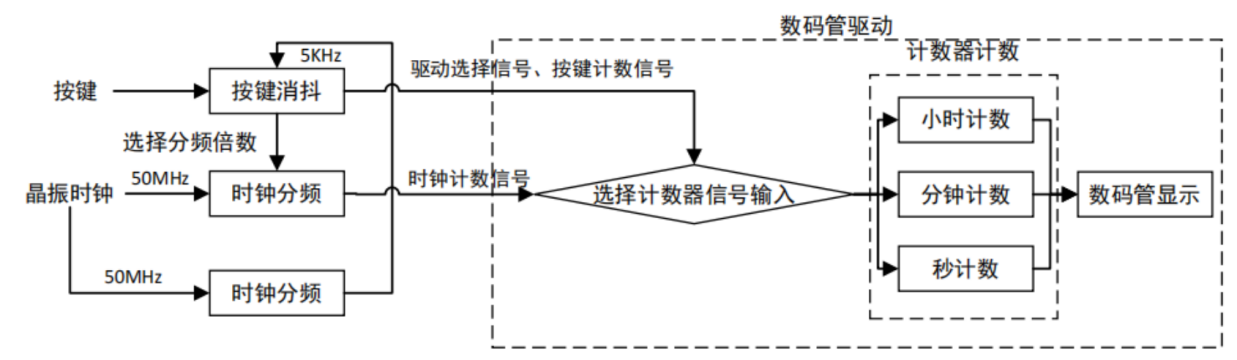 数码管驱动
计数器计数
5KHz
驱动选择信号、按键计数信号
按键
按键消抖
小时计数
选择分频倍数
50MHz
时钟计数信号
晶振时钟
时钟分频
选择计数器信号输入
分钟计数
数码管显示
50MHz
时钟分频
秒计数